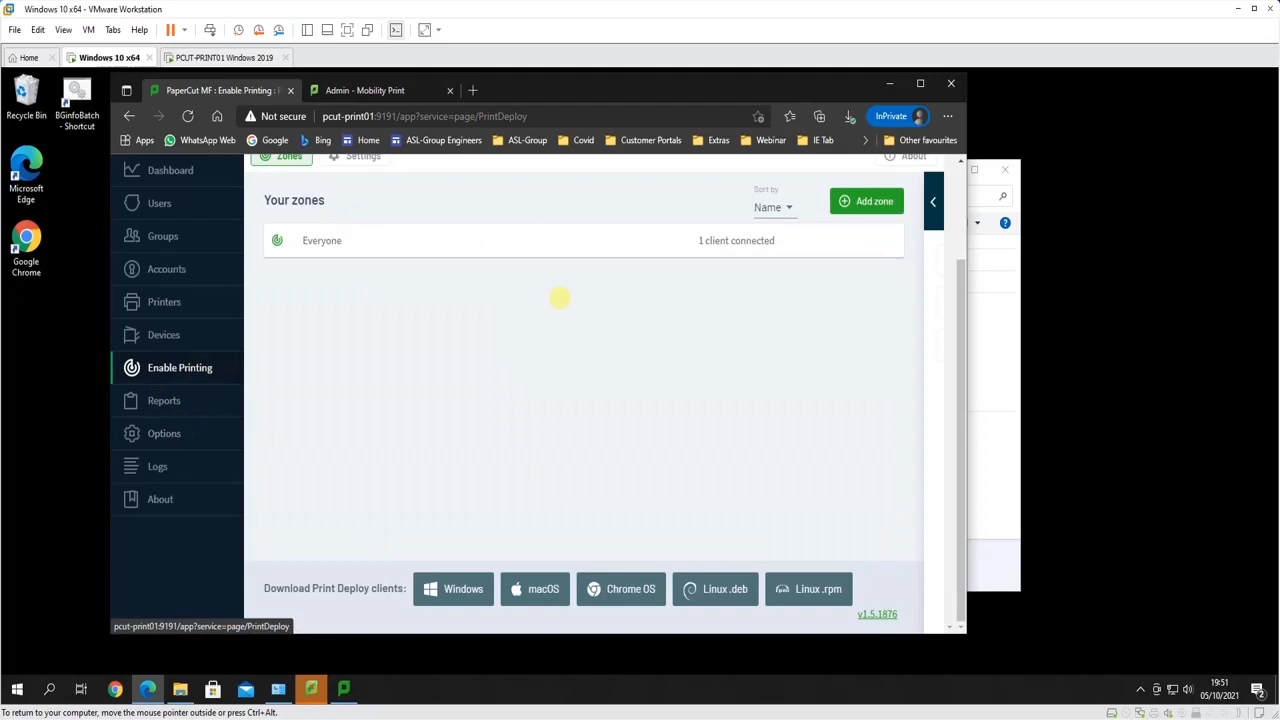 Windows 10 x64 - VMware Workstation
File Edit View VM Tabs Help
Home Windows 10 x64 PCUT-PRINT01 Windows 2019
Recycle Bin
BGinfoBatch - Shortcut
Microsoft Edge
Google Chrome
PaperCut MF : Enable Printing : Admin - Mobility Print
Not secure pcut-print01:9191/app?service=page/PrintDeploy InPrivate
Apps WhatsApp Web Google Bing Home ASL-Group Engineers ASL-Group Covid Customer Portals Extras Webinar IE Tab Other favourites
Dashboard
Users
Groups
Accounts
Printers
Devices
Enable Printing
Reports
Options
Logs
About
Zones Settings About
Your zones
Sort by
Name
Add zone
Everyone 1 client connected
Download Print Deploy clients: Windows macOS Chrome OS Linux .deb Linux .rpm
v1.5.1876
pcut-print01:9191/app?service=page/PrintDeploy
19:51
05/10/2021
2
To return to your computer, move the mouse pointer outside or press Ctrl+Alt.